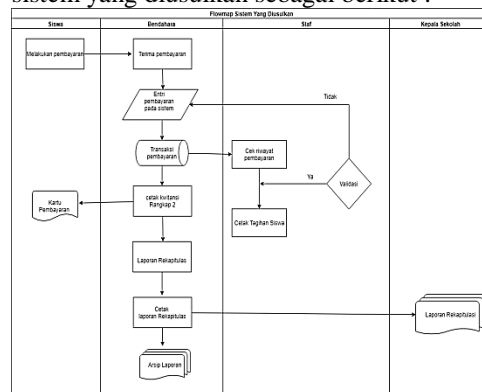 sistem yang diusulkan sebagai berikut :
Flowmap Sistem Yang Diusulkan
Siswa
Bendahara
Staf
Kepala Sekolah
Melakukan pembayaran
Terima pembayaran
Entri
pembayaran
pada sistem
Tidak
Transaksi
pembayaran
Cek riwayat
pembayaran
Ya
Validasi
Kartu
Pembayaran
cetak kwitansi
Rangkap 2
Cetak Tagihan Siswa
Laporan Rekapitulas
Cetak
laporan Rekapitulas
Laporan Rekapitulasi
Arsip Laporan